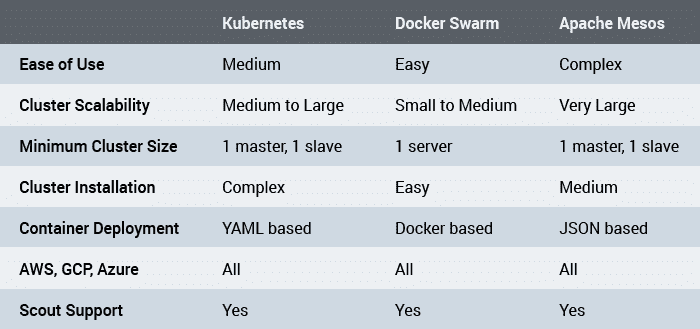 Kubernetes Docker Swarm Apache Mesos
Ease of Use Medium Easy Complex
Cluster Scalability Medium to Large Small to Medium Very Large
Minimum Cluster Size 1 master, 1 slave 1 server 1 master, 1 slave
Cluster Installation Complex Easy Medium
Container Deployment YAML based Docker based JSON based
AWS, GCP, Azure All All All
Scout Support Yes Yes Yes